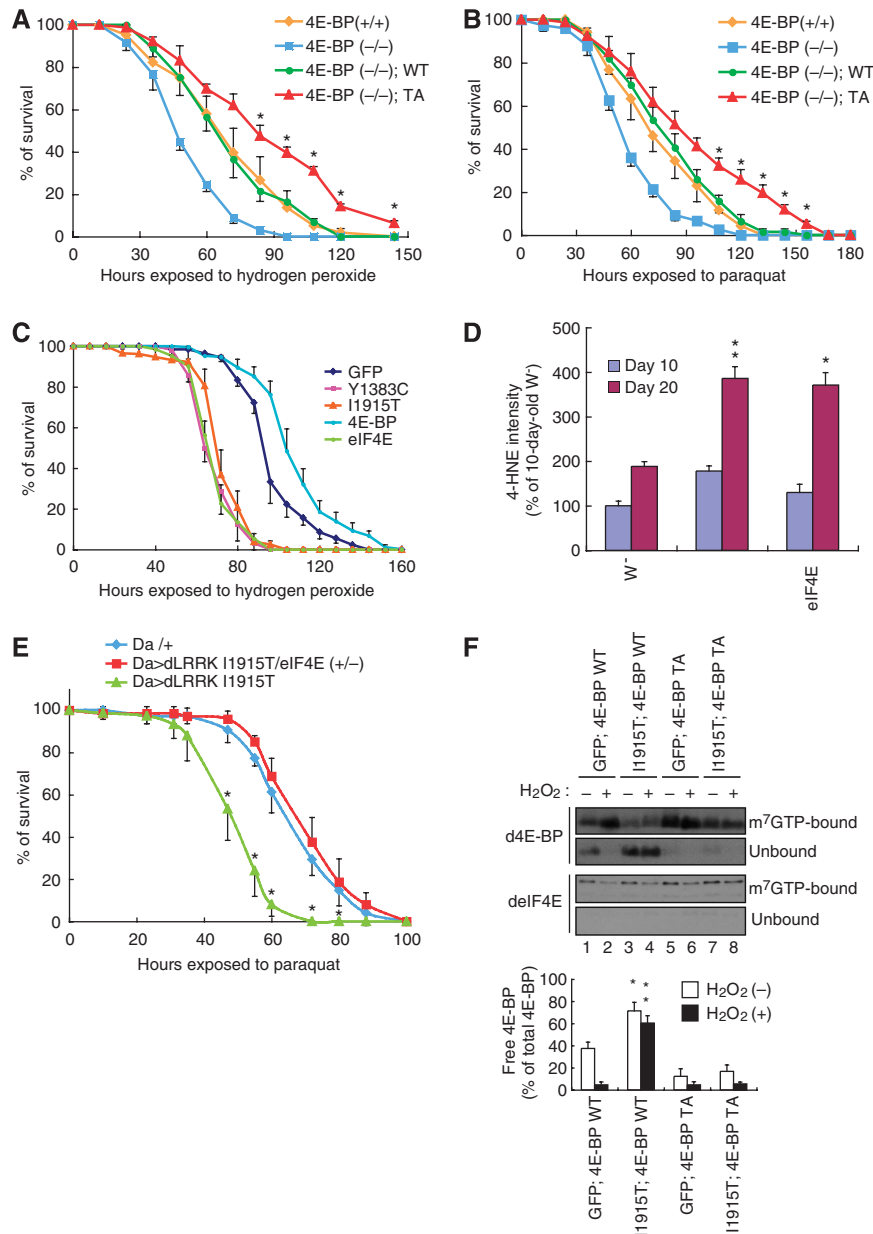 A
4E-BP(+/+)
4E-BP (−/−)
4E-BP (−/−); WT
4E-BP (−/−); TA
% of survival
100
80
60
40
20
0
* * * * *
0 30 60 90 120 150
Hours exposed to hydrogen peroxide
B
4E-BP(+/+)
4E-BP (−/−)
4E-BP (−/−); WT
4E-BP (−/−); TA
% of survival
100
80
60
40
20
0
* * * * *
0 30 60 90 120 150 180
Hours exposed to paraquat
C
GFP
Y1383C
I1915T
4E-BP
eIF4E
% of survival
100
80
60
40
20
0
0 40 80 120 160
Hours exposed to hydrogen peroxide
D
4-HNE intensity
(% of 10-day-old W-)
500
400
300
200
100
0
Day 10
Day 20
**
*
W-
eIF4E
E
Da /+
Da>dLRRK I1915T/eIF4E (+/−)
Da>dLRRK I1915T
% of survival
100
80
60
40
20
0
* * * * *
0 20 40 60 80 100
Hours exposed to paraquat
F
GFP; 4E-BP WT
I1915T; 4E-BP WT
GFP; 4E-BP TA
I1915T; 4E-BP TA
H2O2 : − + − + − + − +
d4E-BP
m7GTP-bound
Unbound
deIF4E
m7GTP-bound
Unbound
1 2 3 4 5 6 7 8
Free 4E-BP
(% of total 4E-BP)
100
80
60
40
20
0
*
**
H2O2 (−)
H2O2 (+)
GFP; 4E-BP WT
I1915T; 4E-BP WT
GFP; 4E-BP TA
I1915T; 4E-BP TA